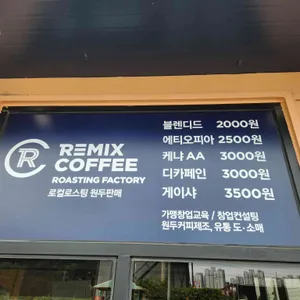 REMIX
COFFEE
ROASTING FACTORY
로컬로스팅 원두판매
블렌디드 2000원
에티오피아 2500원
케냐 AA 3000원
디카페인 3000원
게이샤 3500원
가맹창업교육 / 창업컨설팅
원두커피제조, 유통 도·소매